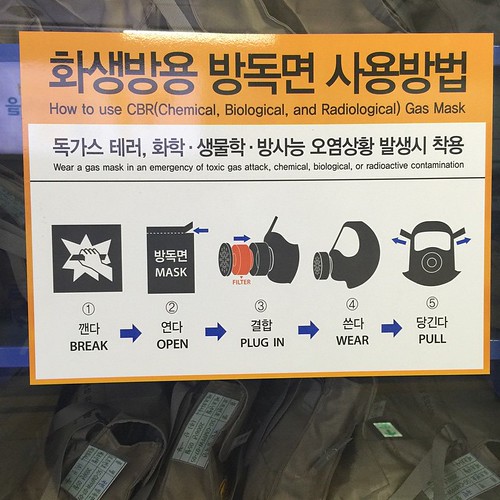 화생방용 방독면 사용방법
How to use CBR(Chemical, Biological, and Radiological) Gas Mask
독가스 테러, 화학·생물학·방사능 오염상황 발생시 착용
Wear a gas mask in an emergency of toxic gas attack, chemical, biological, or radioactive contamination
방독면
MASK
FILTER
① ② ③ ④ ⑤
깬다 연다 결합 쓴다 당긴다
BREAK OPEN PLUG IN WEAR PULL